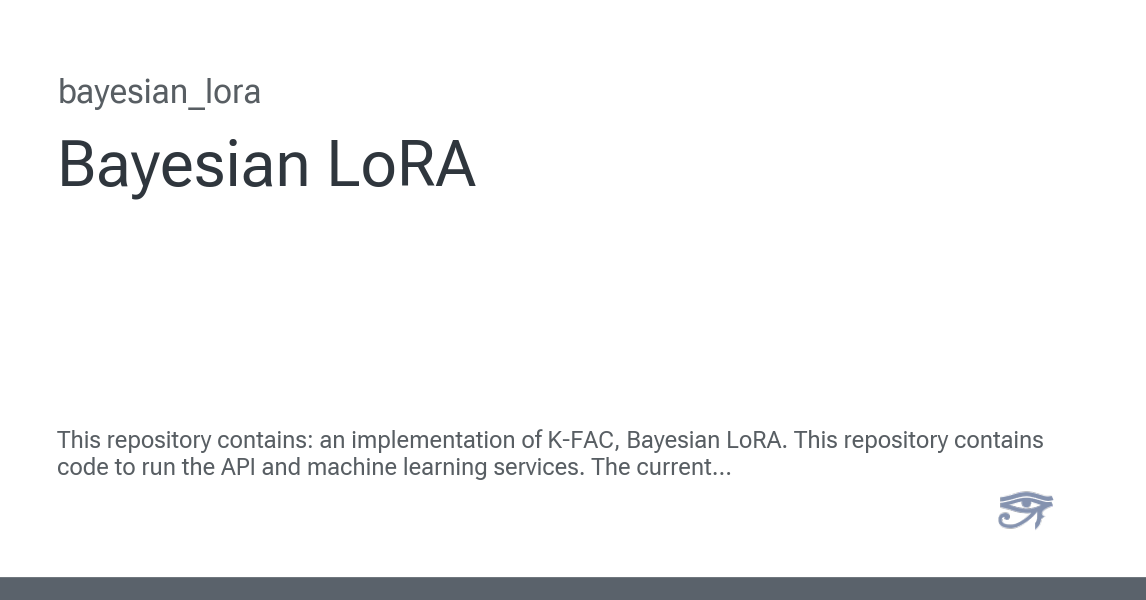 bayesian_lora
Bayesian LoRA
This repository contains: an implementation of K-FAC, Bayesian LoRA. This repository contains
code to run the API and machine learning services. The current...